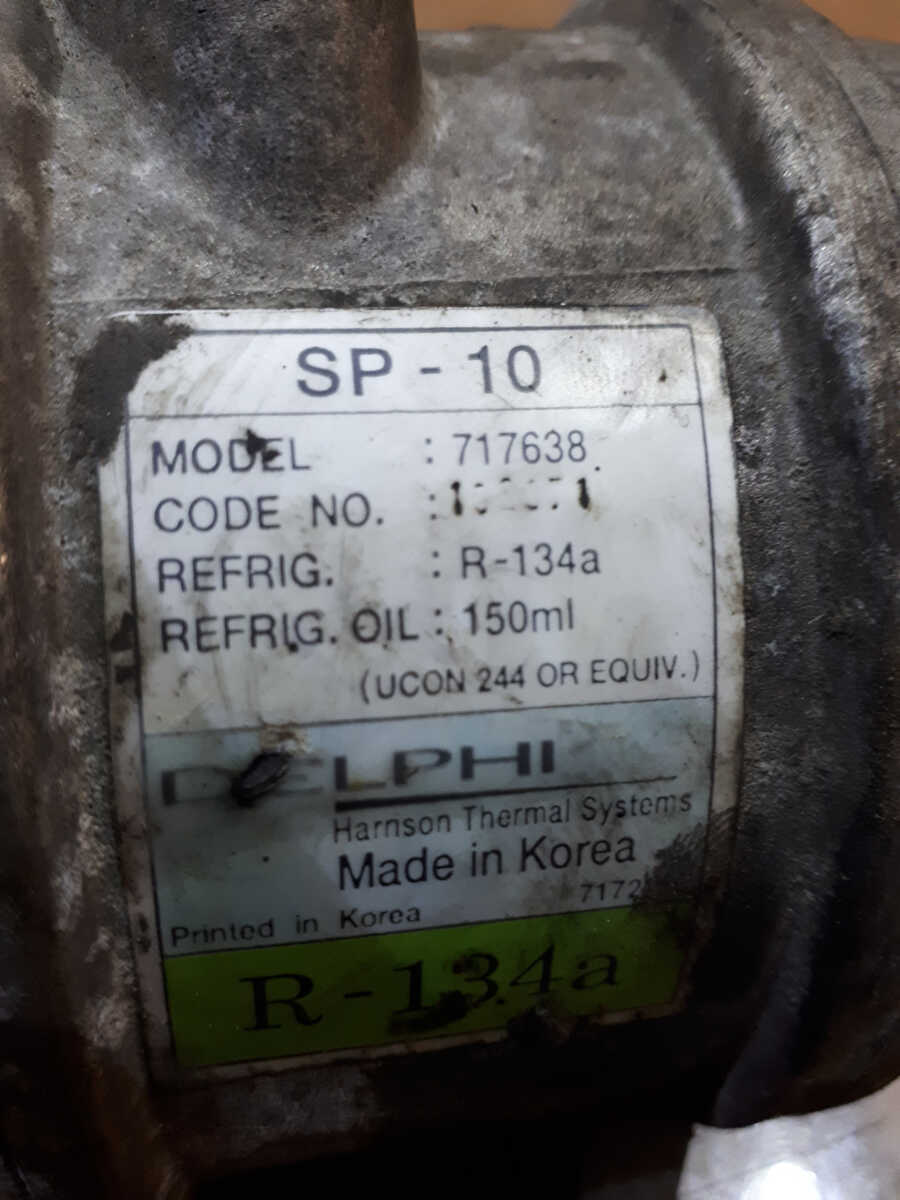 SP - 10
MODEL : 717638
CODE NO. :
REFRIG. : R-134a
REFRIG. OIL : 150ml
(UCON 244 OR EQUIV.)
DELPHI
Harrison Thermal Systems
Made in Korea
Printed in Korea
R-134a